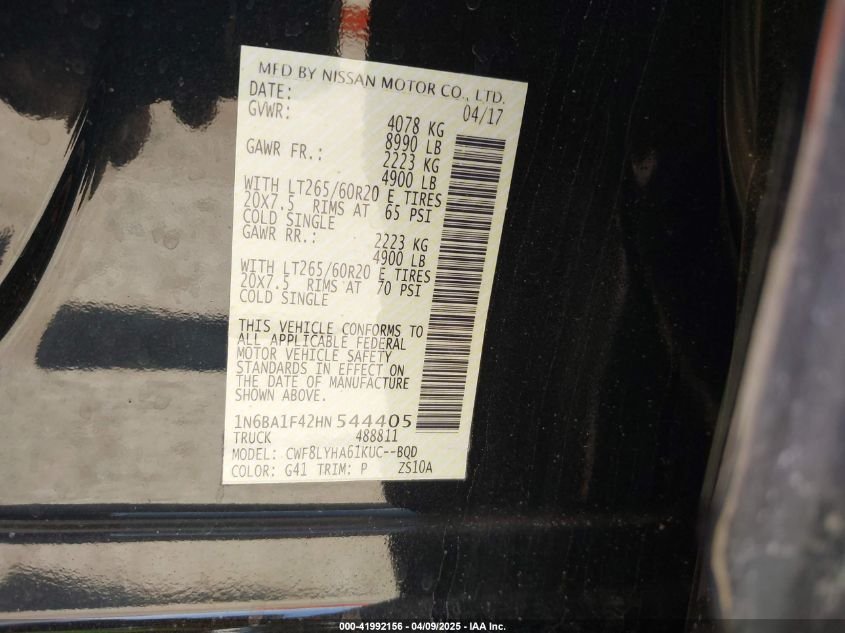 MFD BY NISSAN MOTOR CO., LTD.
DATE: 04/17
GVWR: 4078 KG
8990 LB
GAWR FR.: 2223 KG
4900 LB
WITH LT265/60R20 E TIRES
20X7.5 RIMS AT 65 PSI
COLD SINGLE
GAWR RR.: 2223 KG
4900 LB
WITH LT265/60R20 E TIRES
20X7.5 RIMS AT 70 PSI
COLD SINGLE
THIS VEHICLE CONFORMS TO
ALL APPLICABLE FEDERAL
MOTOR VEHICLE SAFETY
STANDARDS IN EFFECT ON
THE DATE OF MANUFACTURE
SHOWN ABOVE.
1N6BA1F42HN 544405
TRUCK 488811
MODEL: CWF8LYHA61KUC--BQD
COLOR: G41 TRIM: P ZS10A
000-41992156 - 04/09/2025 - IAA Inc.